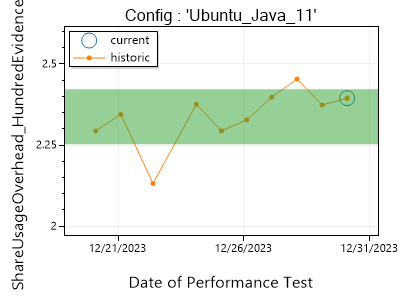 Config : 'Ubuntu_Java_11'
current
historic
ShareUsageOverhead_HundredEvidence
2.5
2.25
2
12/21/2023
12/26/2023
12/31/2023
Date of Performance Test